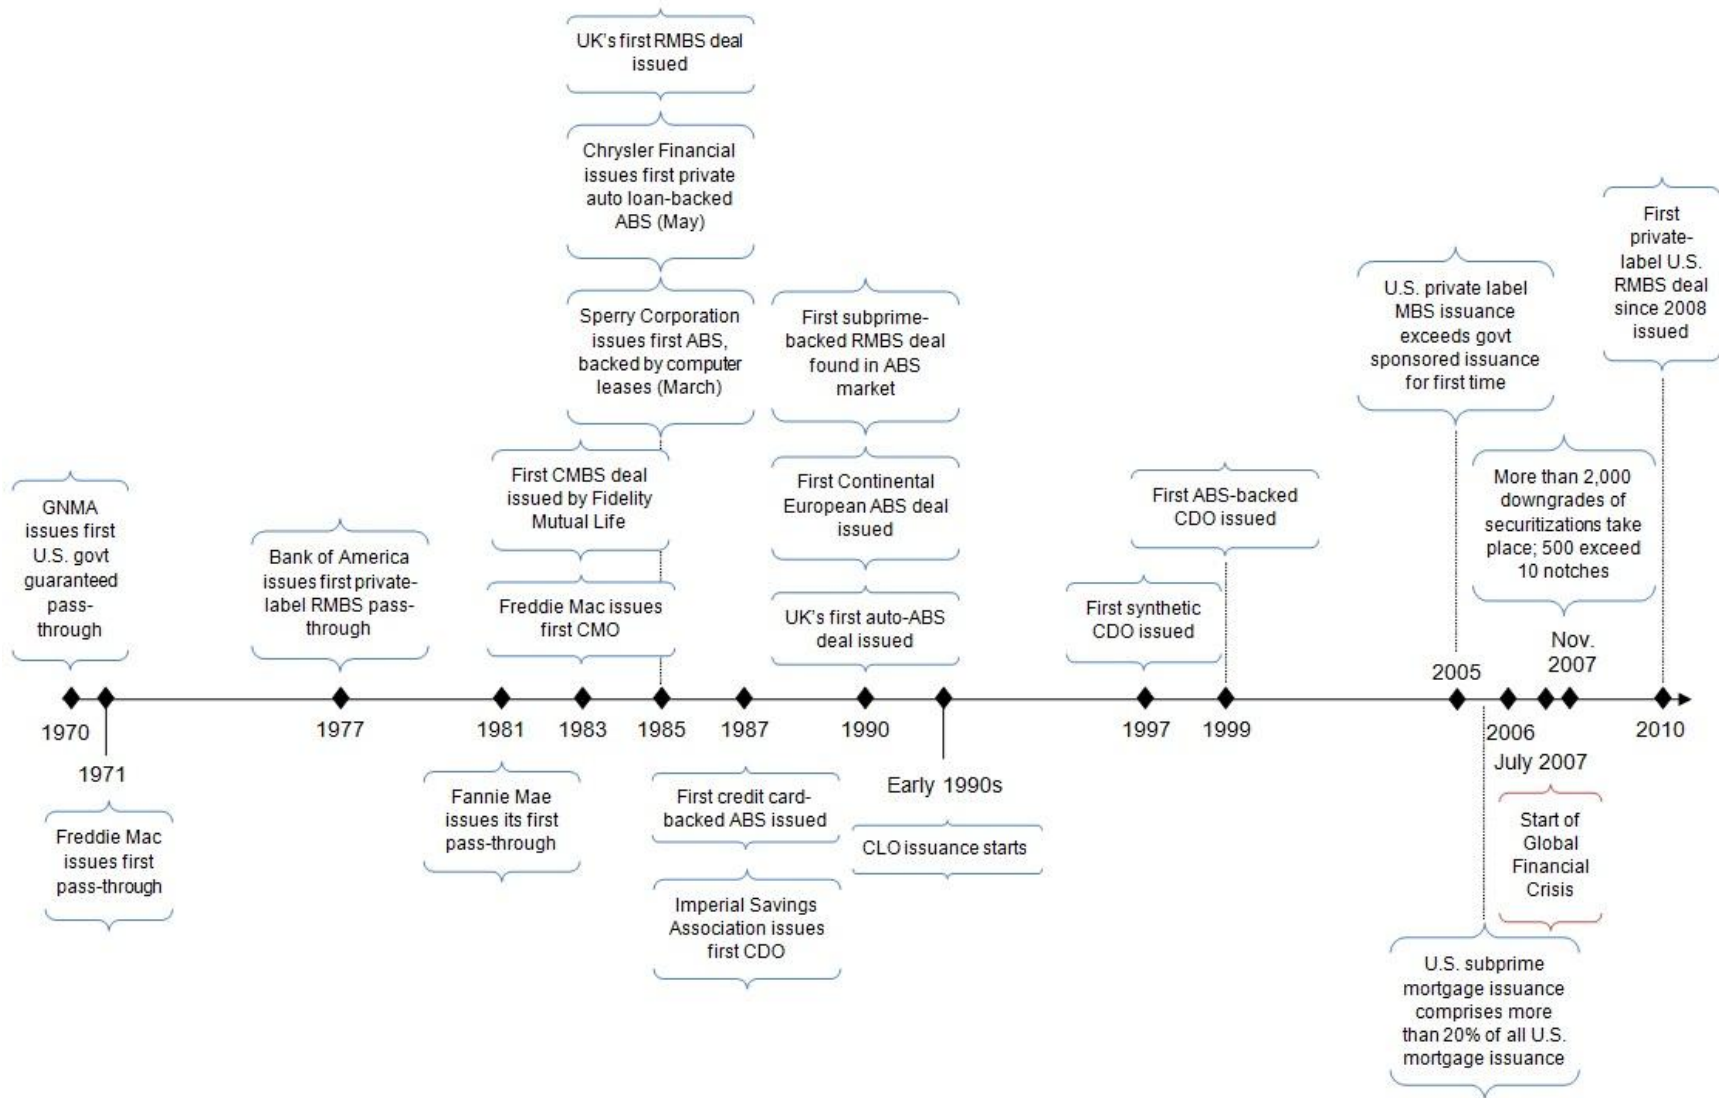 UK's first RMBS deal
issued
Chrysler Financial
issues first private
auto loan-backed
ABS (May)
Sperry Corporation
issues first ABS,
backed by computer
leases (March)
First subprime-
backed RMBS deal
found in ABS
market
U.S. private label
MBS issuance
exceeds govt
sponsored issuance
for first time
First
private-
label U.S.
RMBS deal
since 2008
issued
GNMA
issues first
U.S. govt
guaranteed
pass-
through
Bank of America
issues first private-
label RMBS pass-
through
First CMBS deal
issued by Fidelity
Mutual Life
Freddie Mac issues
first CMO
First Continental
European ABS deal
issued
UK's first auto-ABS
deal issued
First ABS-backed
CDO issued
First synthetic
CDO issued
More than 2,000
downgrades of
securitizations take
place; 500 exceed
10 notches
2005
Nov.
2007
1970
1971
1977
1981
1983
1985
1987
1990
Early 1990s
1997
1999
2006
July 2007
2010
Freddie Mac
issues first
pass-through
Fannie Mae
issues its first
pass-through
First credit card-
backed ABS issued
Imperial Savings
Association issues
first CDO
CLO issuance starts
Start of
Global
Financial
Crisis
U.S. subprime
mortgage issuance
comprises more
than 20% of all U.S.
mortgage issuance